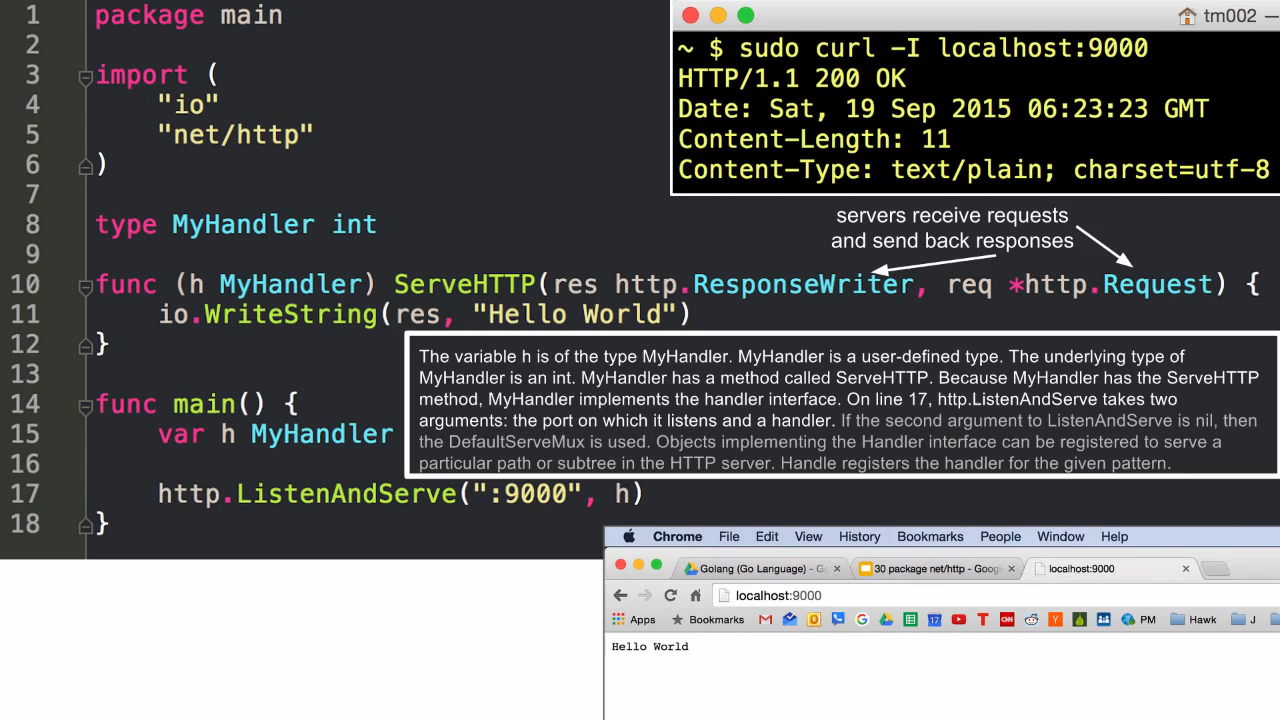 1 package main
2
3 import (
4 "io"
5 "net/http"
6 )
7
8 type MyHandler int
9
10 func (h MyHandler) ServeHTTP(res http.ResponseWriter, req *http.Request) {
11 io.WriteString(res, "Hello World")
12 }
13
14 func main() {
15 var h MyHandler
16
17 http.ListenAndServe(":9000", h)
18 }
tm002 —
~ $ sudo curl -I localhost:9000
HTTP/1.1 200 OK
Date: Sat, 19 Sep 2015 06:23:23 GMT
Content-Length: 11
Content-Type: text/plain; charset=utf-8
servers receive requests
and send back responses
The variable h is of the type MyHandler. MyHandler is a user-defined type. The underlying type of
MyHandler is an int. MyHandler has a method called ServeHTTP. Because MyHandler has the ServeHTTP
method, MyHandler implements the handler interface. On line 17, http.ListenAndServe takes two
arguments: the port on which it listens and a handler. If the second argument to ListenAndServe is nil, then
the DefaultServeMux is used. Objects implementing the Handler interface can be registered to serve a
particular path or subtree in the HTTP server. Handle registers the handler for the given pattern.
Chrome File Edit View History Bookmarks People Window Help
Golang (Go Language) - Go 30 package net/http - Goog localhost:9000
localhost:9000
Apps Bookmarks 17 T CNN Y PM Hawk J
Hello World